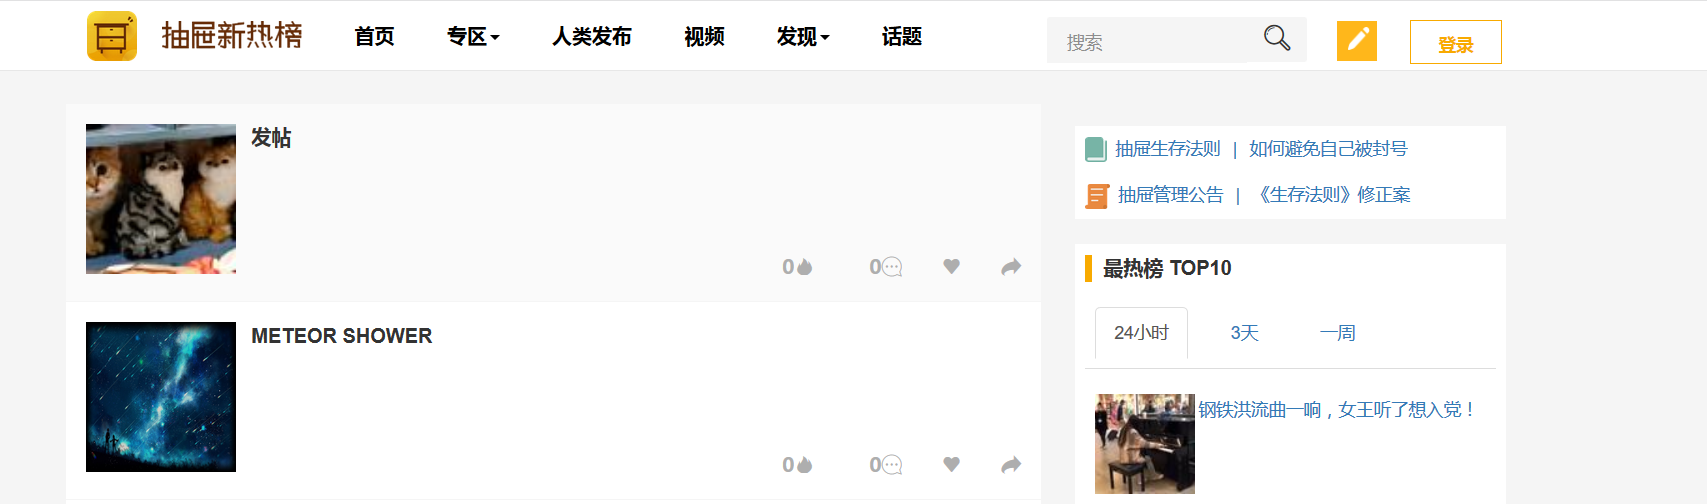 抽屉新热榜 首页 专区 人类发布 视频 发现 话题 搜索 登录
发帖
0 0
METEOR SHOWER
0 0
抽屉生存法则 | 如何避免自己被封号
抽屉管理公告 | 《生存法则》修正案
最热榜 TOP10
24小时 3天 一周
钢铁洪流曲一响，女王听了想入党！